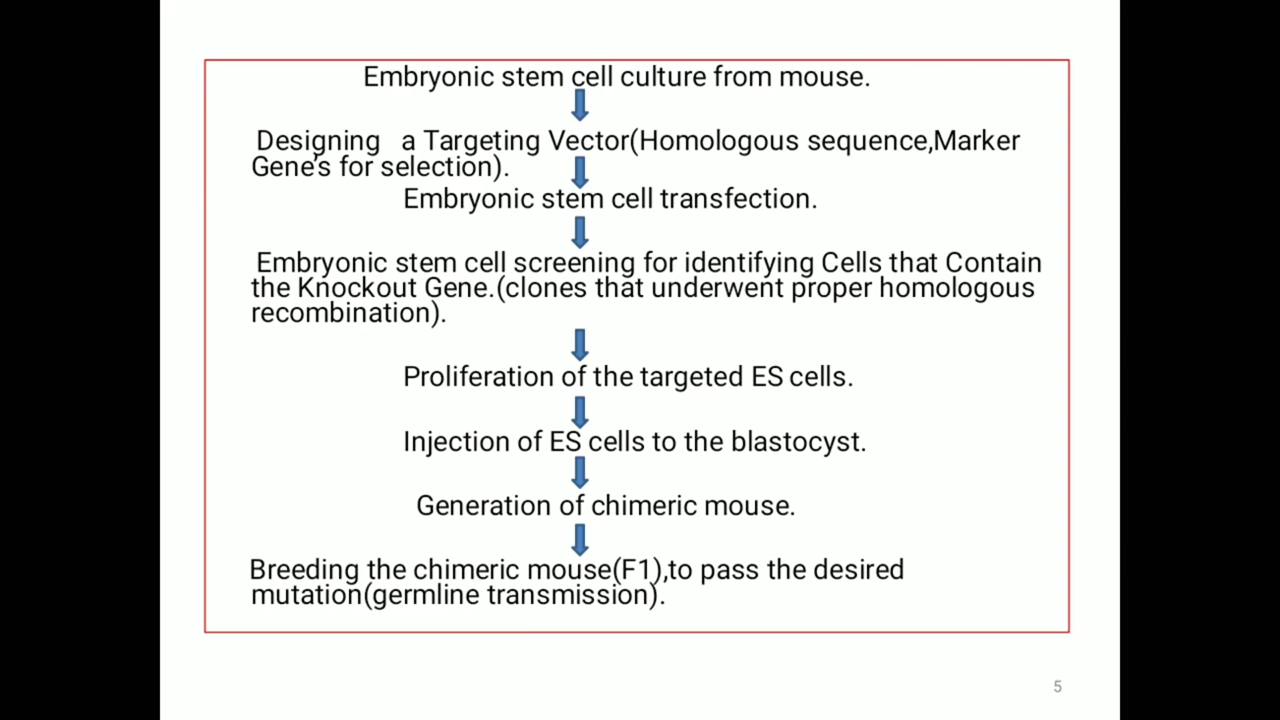 Embryonic stem cell culture from mouse.
Designing a Targeting Vector(Homologous sequence,Marker
Gene's for selection).
Embryonic stem cell transfection.
Embryonic stem cell screening for identifying Cells that Contain
the Knockout Gene.(clones that underwent proper homologous
recombination).
Proliferation of the targeted ES cells.
Injection of ES cells to the blastocyst.
Generation of chimeric mouse.
Breeding the chimeric mouse(F1),to pass the desired
mutation(germline transmission).
5